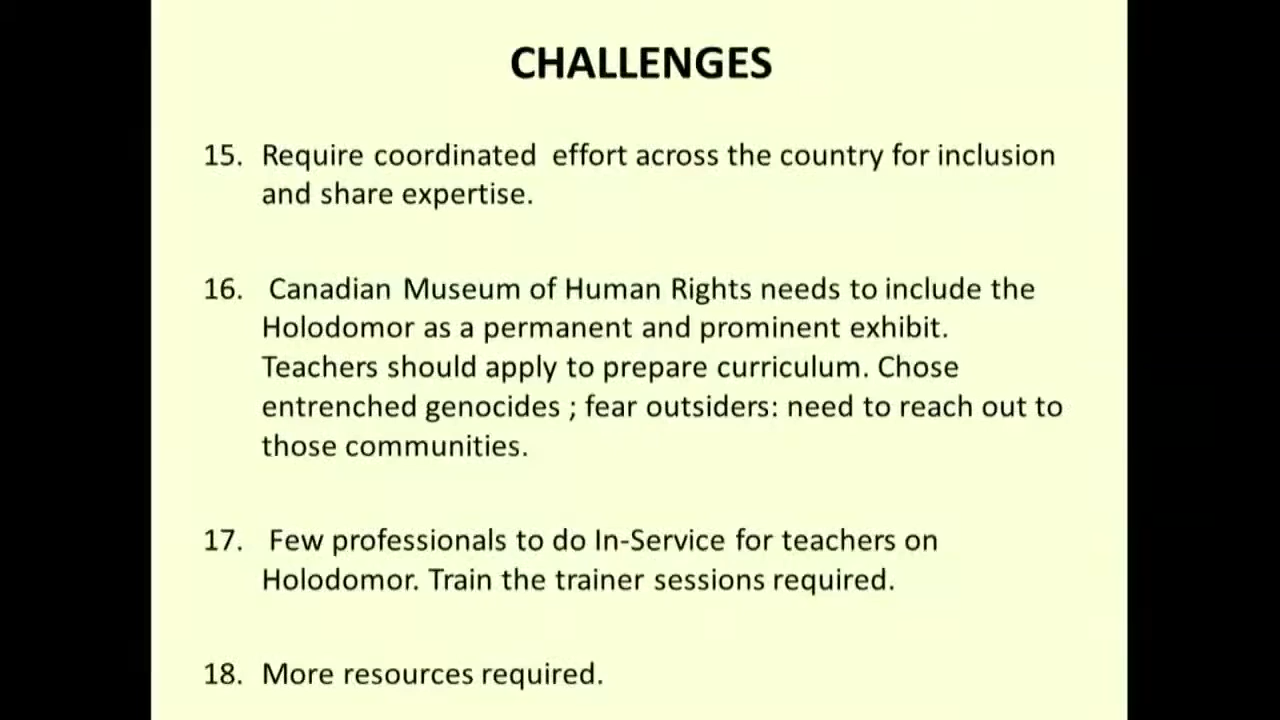 CHALLENGES
15. Require coordinated effort across the country for inclusion
and share expertise.
16. Canadian Museum of Human Rights needs to include the
Holodomor as a permanent and prominent exhibit.
Teachers should apply to prepare curriculum. Chose
entrenched genocides ; fear outsiders: need to reach out to
those communities.
17. Few professionals to do In-Service for teachers on
Holodomor. Train the trainer sessions required.
18. More resources required.